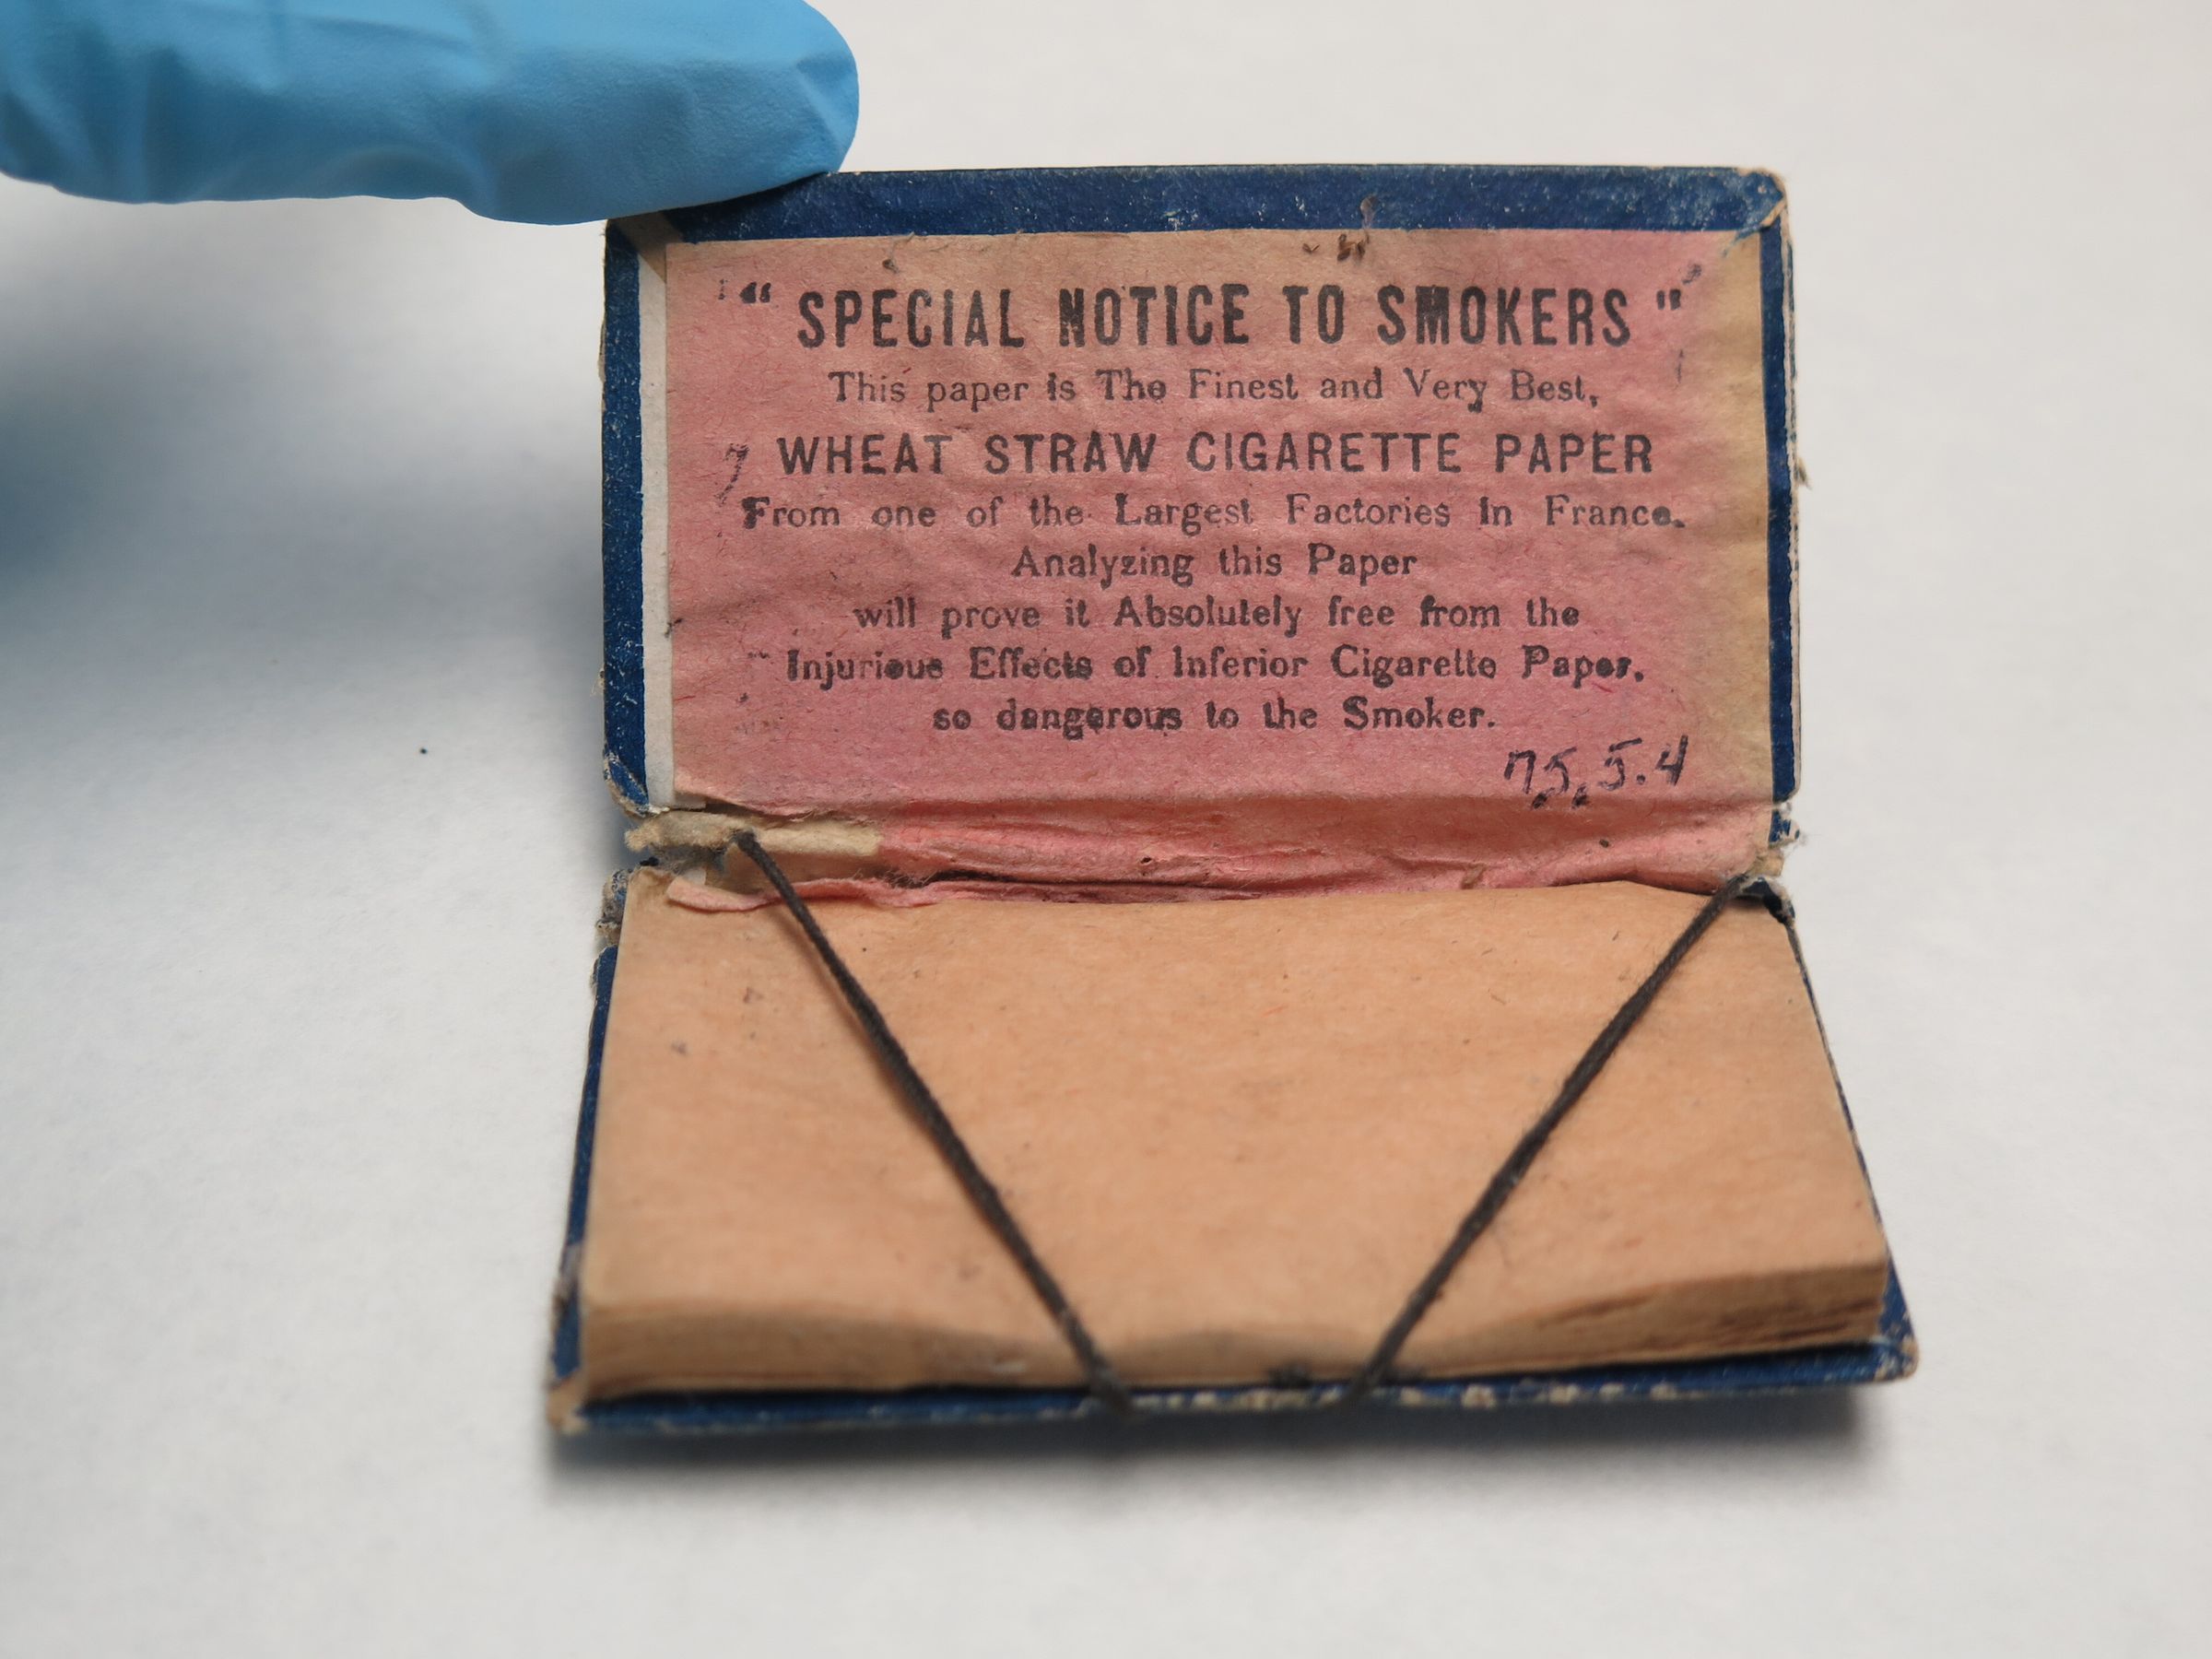 “ SPECIAL NOTICE TO SMOKERS "
This paper is The Finest and Very Best,
WHEAT STRAW CIGARETTE PAPER
From one of the Largest Factories in France.
Analyzing this Paper
will prove it Absolutely free from the
Injurious Effects of Inferior Cigarette Paper.
so dangerous to the Smoker.
75.5.4